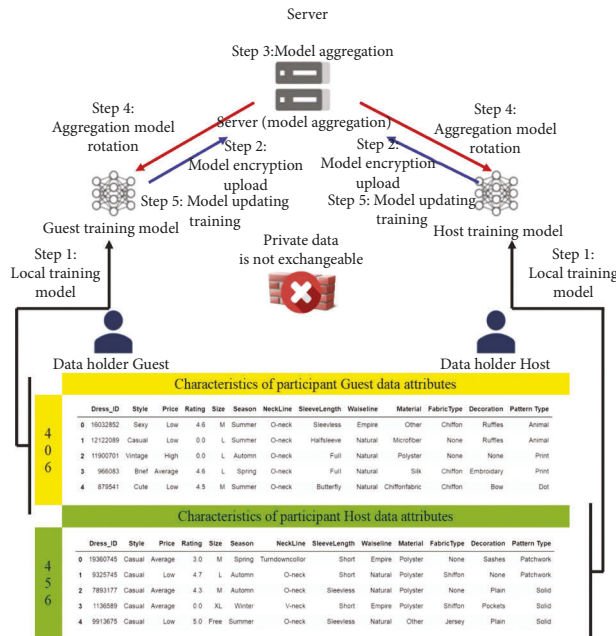 Server
Step 3:Model aggregation
Server (model aggregation)
Step 4:
Aggregation model
rotation
Step 2:
Model encryption
upload
Step 5: Model updating
training
Guest training model
Step 1:
Local training
model
Step 4:
Aggregation model
rotation
Step 2:
Model encryption
upload
Step 5: Model updating
training
Host training model
Step 1:
Local training
model
Private data
is not exchangeable
Data holder Guest
Data holder Host
Characteristics of participant Guest data attributes
406
Dress_ID Style Price Rating Size Season NeckLine SleeveLength Waiseline Material FabricType Decoration Pattern Type
0 16032852 Sexy Low 4.6 M Summer O-neck Sleevless Empire Other Chiffon Ruffles Animal
1 12122089 Casual Low 0.0 L Summer O-neck Halfsleeve Natural Microfiber None Ruffles Animal
2 11900701 Vintage High 0.0 L Automn O-neck Full Natural Polyster None None Print
3 966083 Brief Average 4.6 L Spring O-neck Full Natural Silk Chiffon Embroidary Print
4 879541 Cute Low 4.5 M Summer O-neck Butterfly Natural Chiffonfabric Chiffon Bow Dot
Characteristics of participant Host data attributes
456
Dress_ID Style Price Rating Size Season NeckLine SleeveLength Waiseline Material FabricType Decoration Pattern Type
0 19360745 Casual Average 3.0 M Spring Turndowncollor Short Empire Polyster None Sashes Patchwork
1 9325745 Casual Low 4.7 L Automn O-neck Short Natural Polyster Shiffon None Patchwork
2 7893177 Casual Average 4.3 M Automn O-neck Sleevless Natural Polyster None Plain Solid
3 1136589 Casual Average 0.0 XL Winter V-neck Short Empire Polyster Shiffon Pockets Solid
4 9913675 Casual Low 5.0 Free Summer O-neck Sleevless Natural Other Jersey Plain Solid